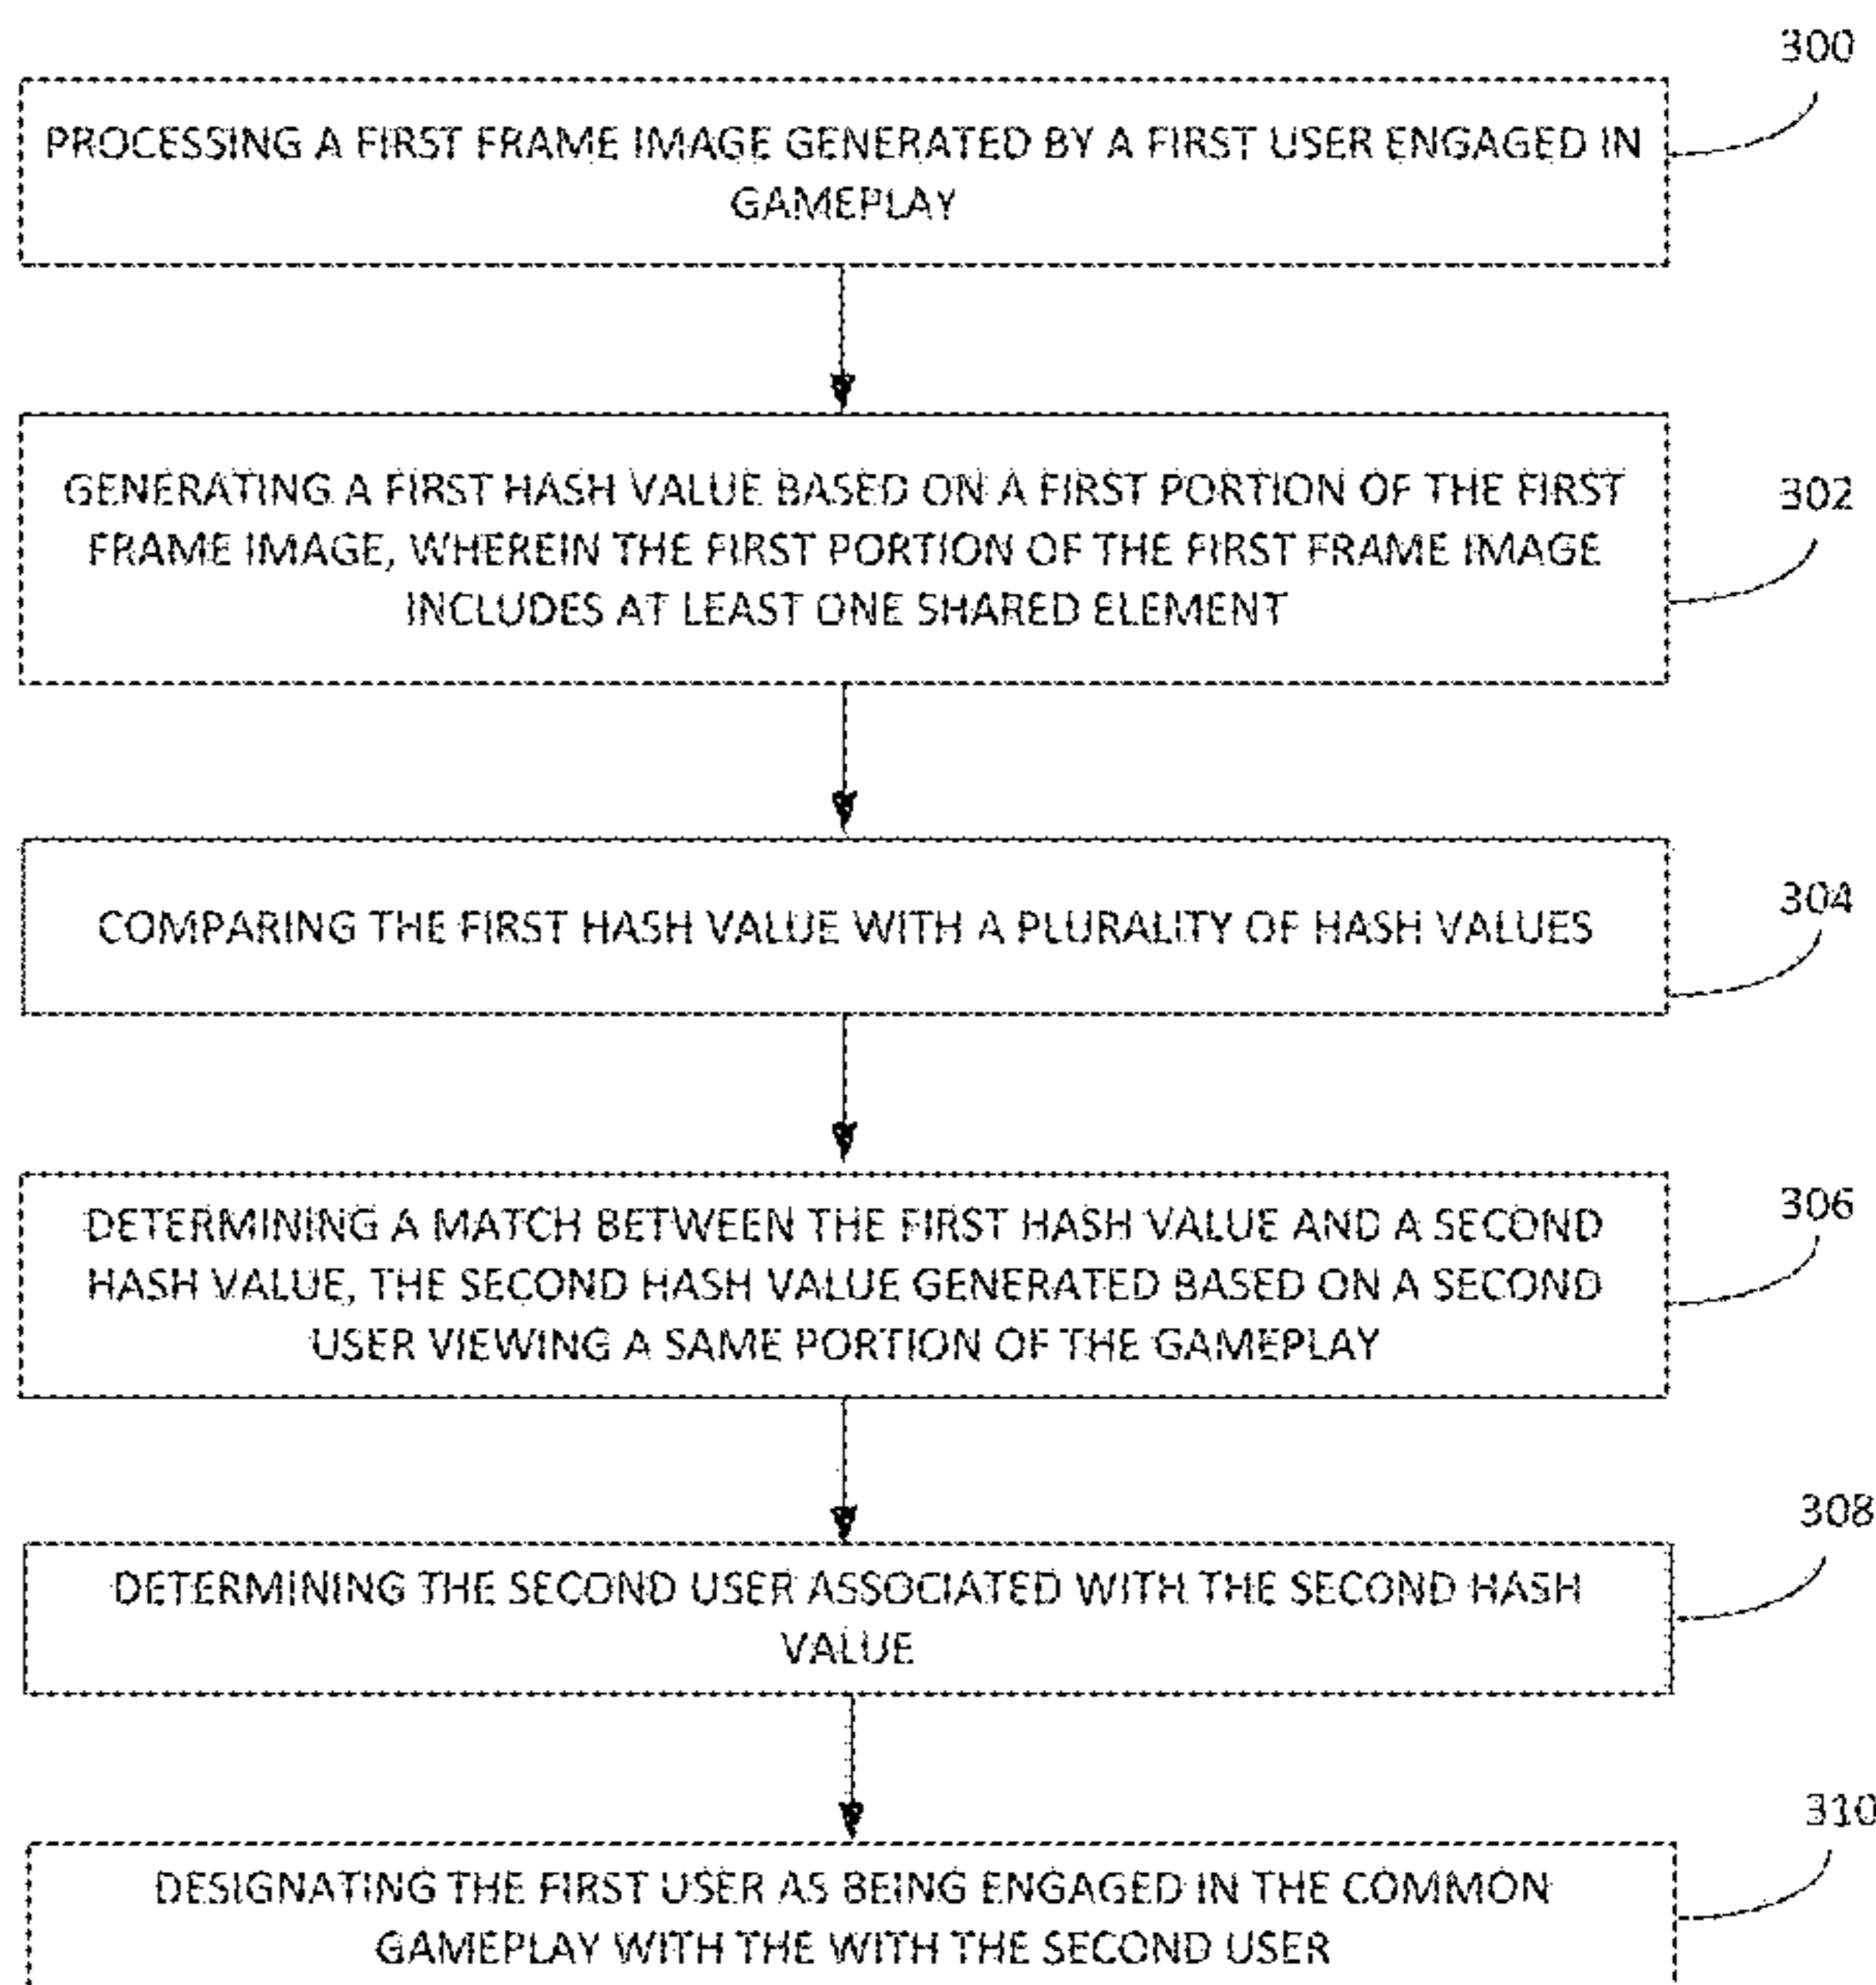 300
PROCESSING A FIRST FRAME IMAGE GENERATED BY A FIRST USER ENGAGED IN
GAMEPLAY
GENERATING A FIRST HASH VALUE BASED ON A FIRST PORTION OF THE FIRST
302
FRAME IMAGE, WHEREIN THE FIRST PORTION OF THE FIRST FRAME IMAGE
INCLUDES AT LEAST ONE SHARED ELEMENT
304
COMPARING THE FIRST HASH VALUE WITH A PLURALITY OF HASH VALUES
306
DETERMINING A MATCH BETWEEN THE FIRST HASH VALUE AND A SECOND
HASH VALUE, THE SECOND HASH VALUE GENERATED BASED ON A SECOND
USER VIEWING A SAME PORTION OF THE GAMEPLAY
308
DETERMINING THE SECOND USER ASSOCIATED WITH THE SECOND HASH
VALUE
310
DESIGNATING THE FIRST USER AS BEING ENGAGED IN THE COMMON
GAMEPLAY WITH THE WITH THE SECOND USER